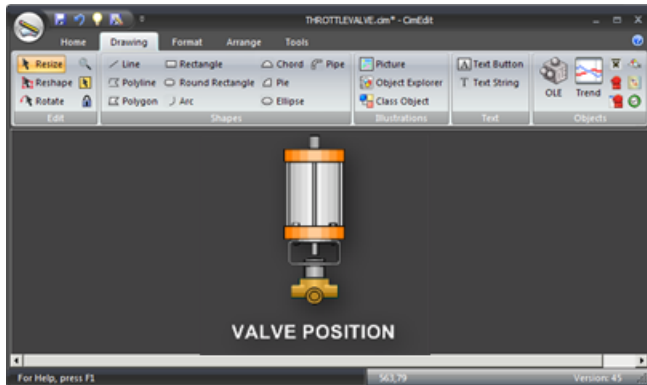 THROTTLEVALVE.cim* - CimEdit
Home Drawing Format Arrange Tools
Resize Line Rectangle Chord Pipe Picture Text Button
Reshape Polyline Round Rectangle Pie Object Explorer Text String
Rotate Polygon Arc Ellipse Class Object OLE Trend
Edit Shapes Illustrations Text Objects
VALVE POSITION
For Help, press F1 563,79 Version: 45